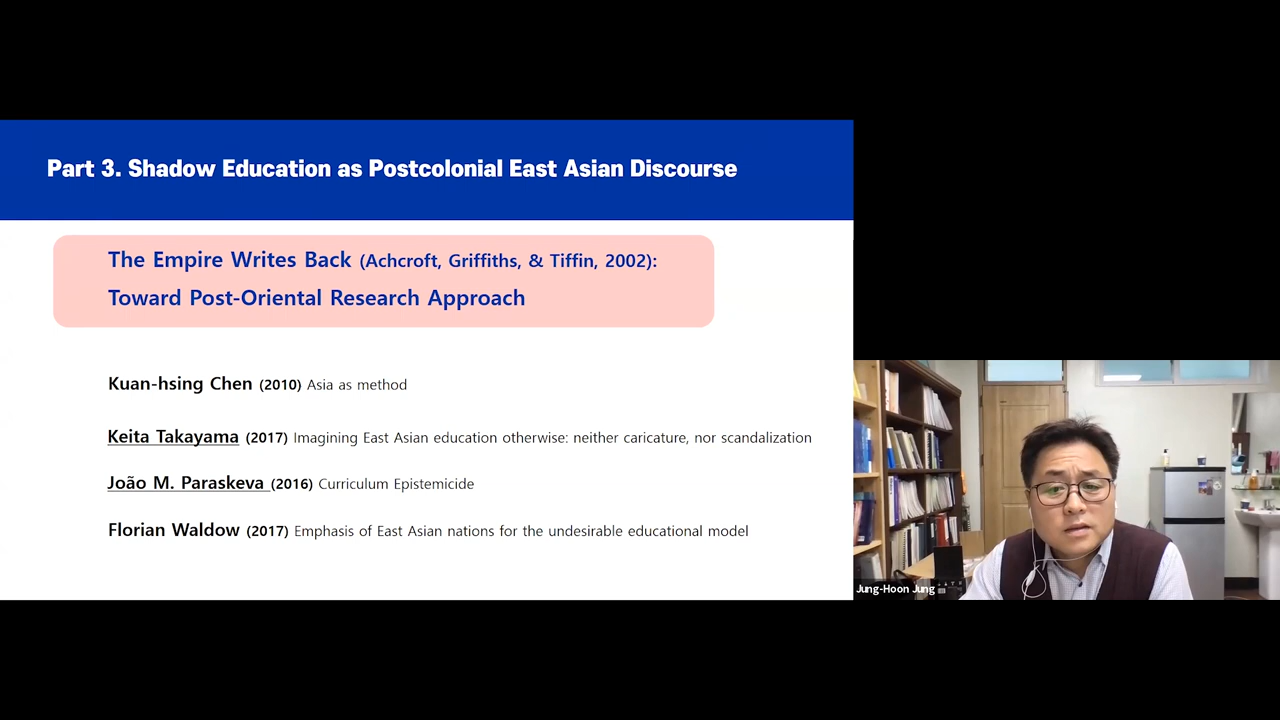 Part 3. Shadow Education as Postcolonial East Asian Discourse
The Empire Writes Back (Achcroft, Griffiths, & Tiffin, 2002):
Toward Post-Oriental Research Approach
Kuan-hsing Chen (2010) Asia as method
Keita Takayama (2017) Imagining East Asian education otherwise: neither caricature, nor scandalization
João M. Paraskeva (2016) Curriculum Epistemicide
Florian Waldow (2017) Emphasis of East Asian nations for the undesirable educational model
Jung-Hoon Jung